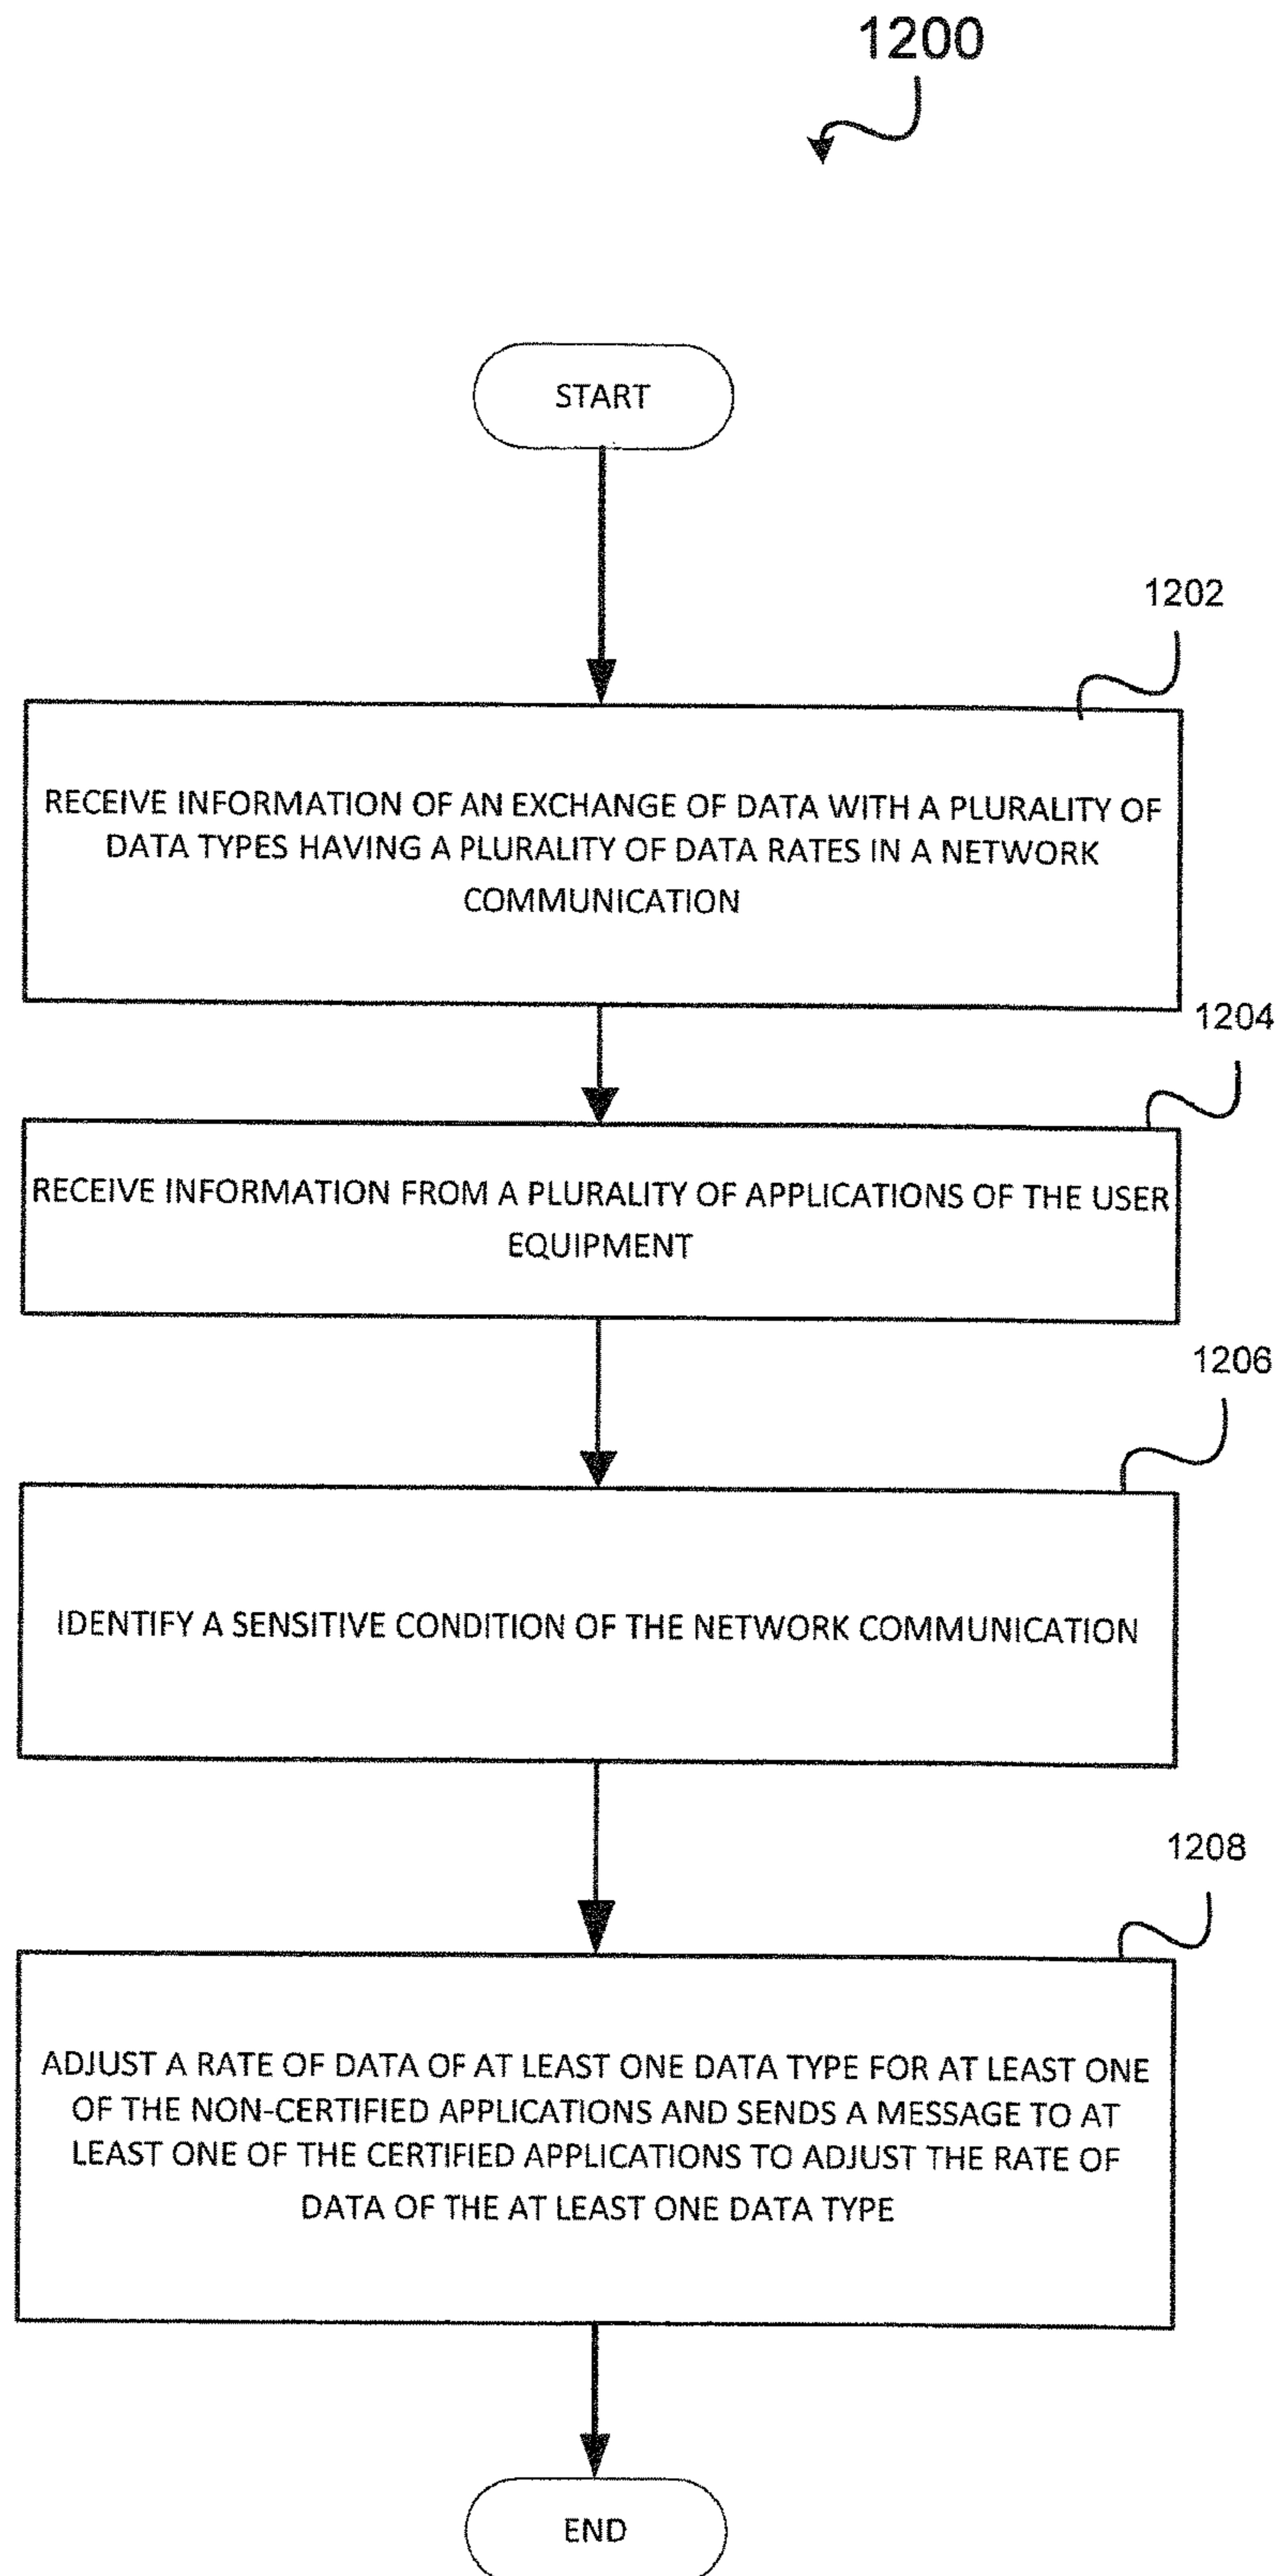 1200
START
1202
RECEIVE INFORMATION OF AN EXCHANGE OF DATA WITH A PLURALITY OF
DATA TYPES HAVING A PLURALITY OF DATA RATES IN A NETWORK
COMMUNICATION
1204
RECEIVE INFORMATION FROM A PLURALITY OF APPLICATIONS OF THE USER
EQUIPMENT
1206
IDENTIFY A SENSITIVE CONDITION OF THE NETWORK COMMUNICATION
1208
ADJUST A RATE OF DATA OF AT LEAST ONE DATA TYPE FOR AT LEAST ONE
OF THE NON-CERTIFIED APPLICATIONS AND SENDS A MESSAGE TO AT
LEAST ONE OF THE CERTIFIED APPLICATIONS TO ADJUST THE RATE OF
DATA OF THE AT LEAST ONE DATA TYPE
END